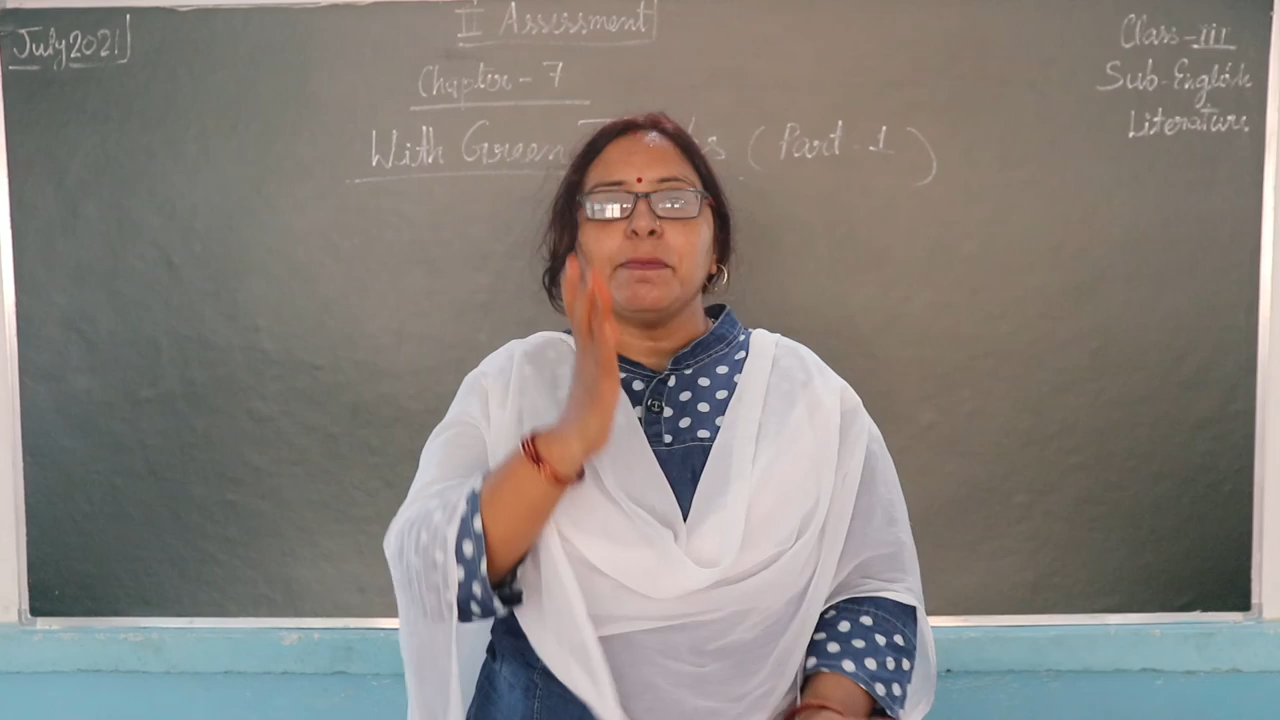 July 2021
II Assessment
Class-III
Chapter - 7
Sub-English
Literature
With Green (Part-1)